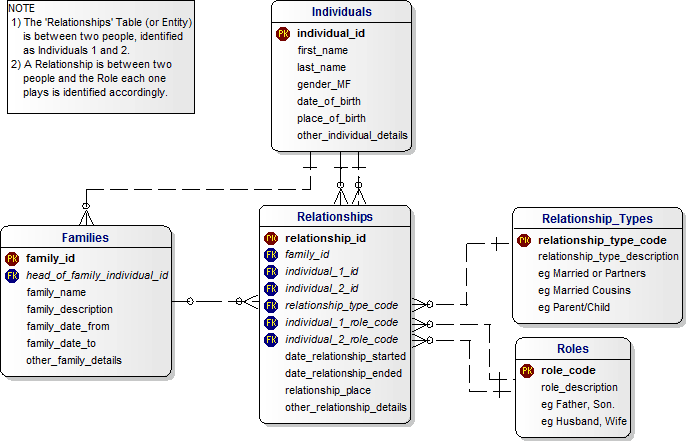 NOTE
1) The 'Relationships' Table (or Entity)
is between two people, identified
as Individuals 1 and 2.
2) A Relationship is between two
people and the Role each one
plays is identified accordingly.
Individuals
PK individual_id
first_name
last_name
gender_MF
date_of_birth
place_of_birth
other_individual_details
Families
PK family_id
FK head_of_family_individual_id
family_name
family_description
family_date_from
family_date_to
other_family_details
Relationships
PK relationship_id
FK family_id
FK individual_1_id
FK individual_2_id
FK relationship_type_code
FK individual_1_role_code
FK individual_2_role_code
date_relationship_started
date_relationship_ended
relationship_place
other_relationship_details
Relationship_Types
PK relationship_type_code
relationship_type_description
eg Married or Partners
eg Married Cousins
eg Parent/Child
Roles
PK role_code
role_description
eg Father, Son.
eg Husband, Wife